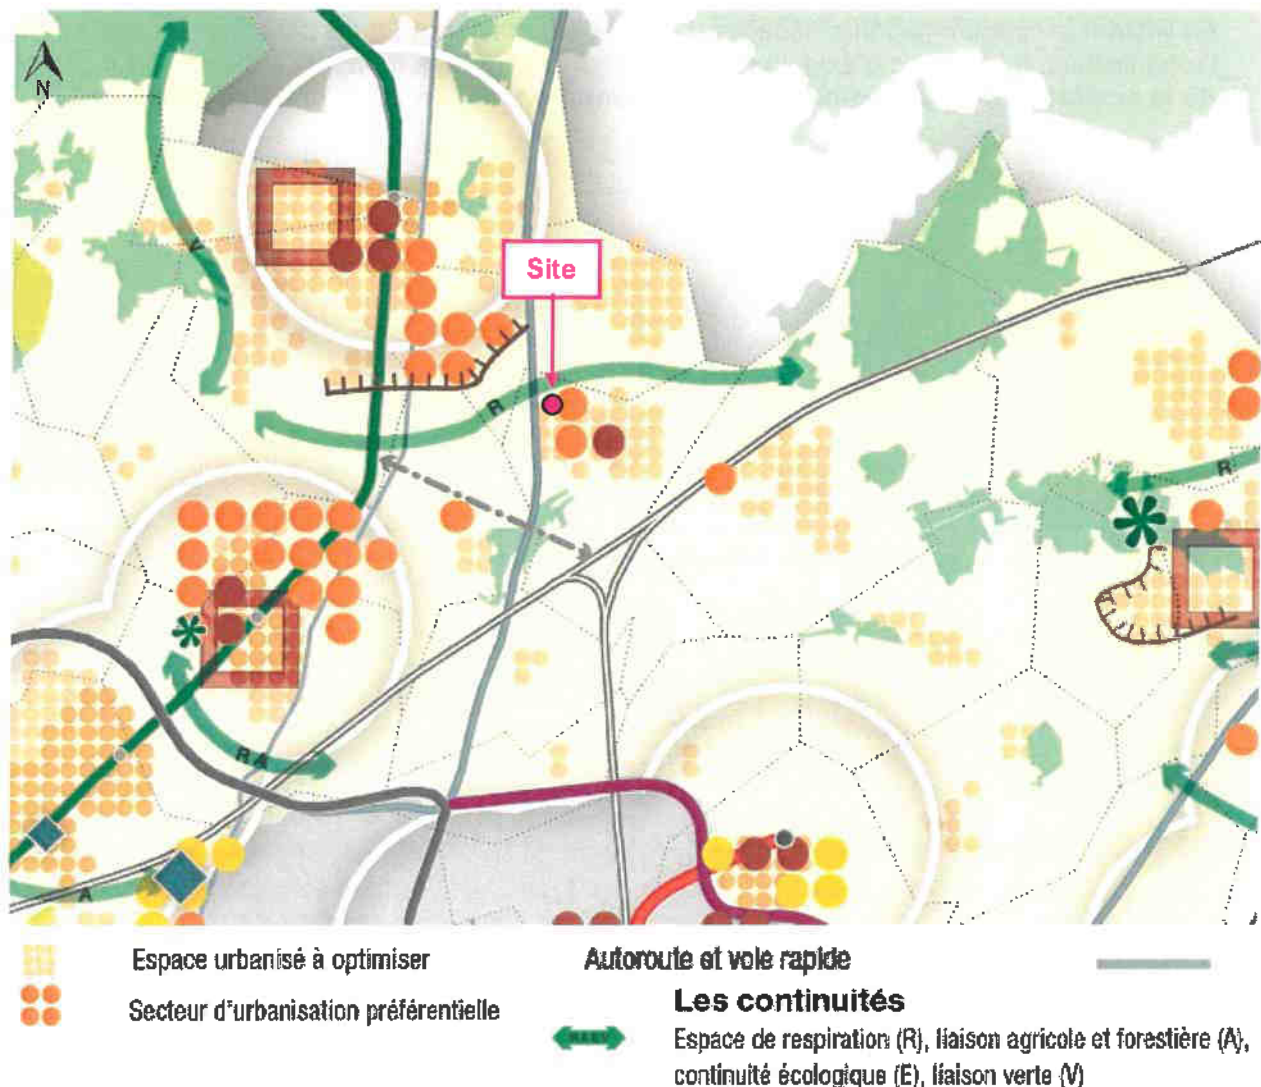 N
V
Site
R
R
R A
A
Espace urbanisé à optimiser
Secteur d'urbanisation préférentielle
Autoroute et voie rapide
Les continuités
Espace de respiration (R), liaison agricole et forestière (A),
continuité écologique (E), liaison verte (V)